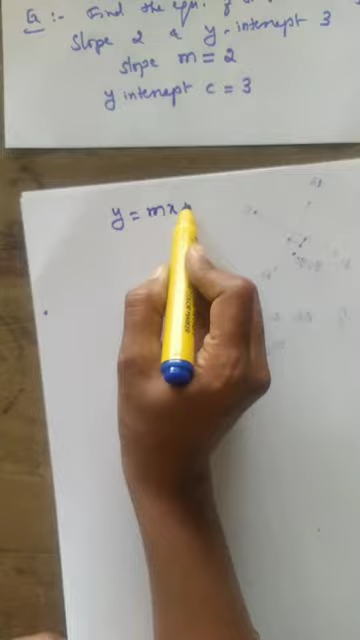 Q :- Find the eqn. of a
Slope 2 & y-intercept 3
Slope m = 2
y intercept c = 3
y = mx